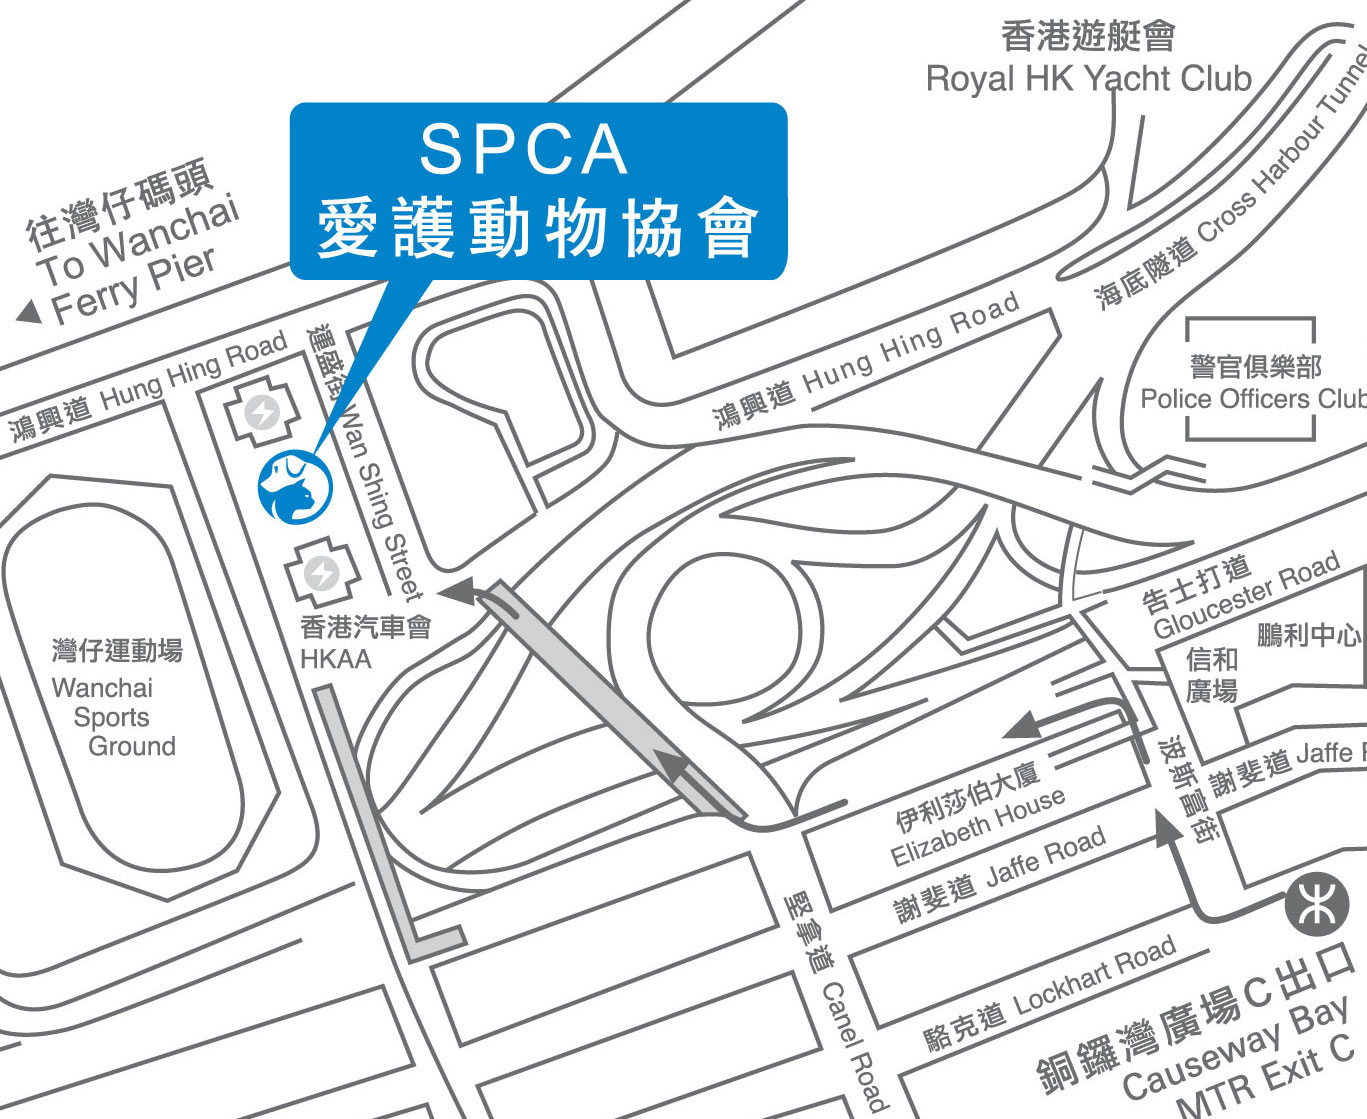 香港遊艇會
Royal HK Yacht Club
SPCA
愛護動物協會
往灣仔碼頭
To Wanchai
Ferry Pier
海底隧道 Cross Harbour Tunnel
鴻興道 Hung Hing Road
運盛街 Wan Shing Street
鴻興道 Hung Hing Road
警官俱樂部
Police Officers Club
告士打道
Gloucester Road
鵬利中心
信和
廣場
香港汽車會
HKAA
灣仔運動場
Wanchai
Sports
Ground
波斯富街
謝斐道 Jaffe R
伊利莎伯大廈
Elizabeth House
謝斐道 Jaffe Road
堅拿道 Canel Road
駱克道 Lockhart Road
銅鑼灣廣場C出口
Causeway Bay
MTR Exit C